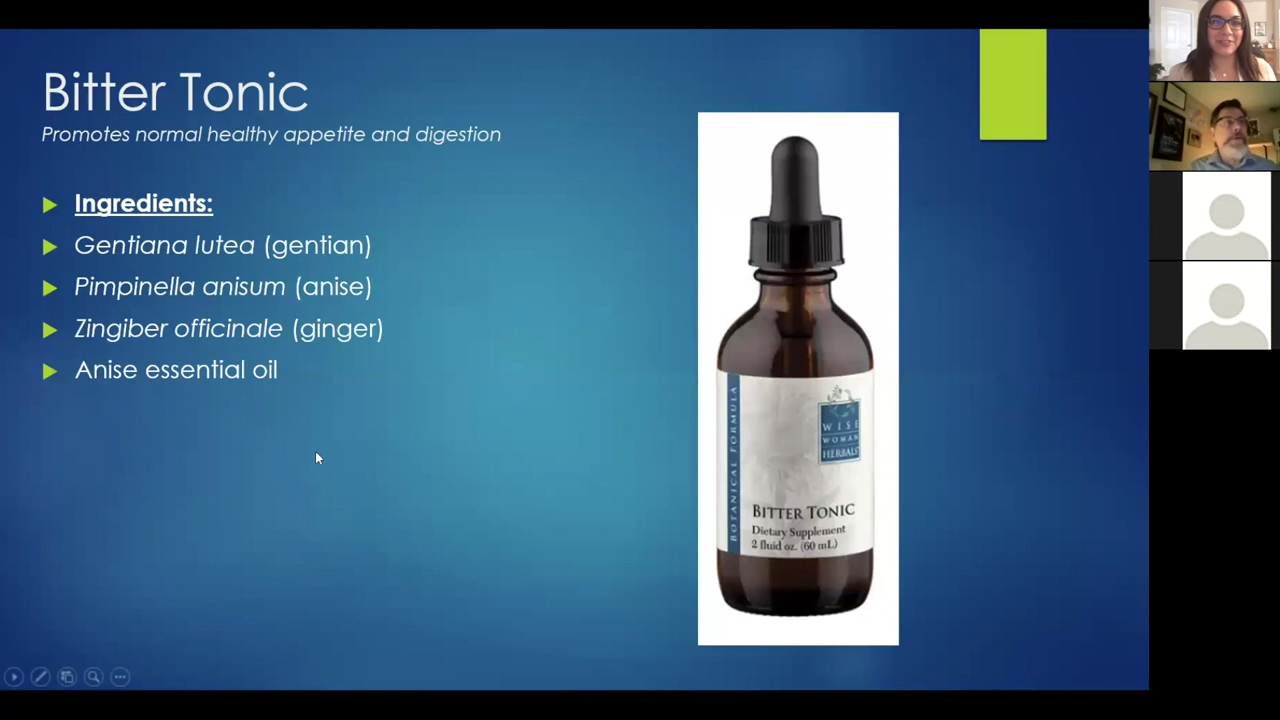 Bitter Tonic
Promotes normal healthy appetite and digestion
Ingredients:
Gentiana lutea (gentian)
Pimpinella anisum (anise)
Zingiber officinale (ginger)
Anise essential oil
BOTANICAL FORMULA
WISE
WOMAN
HERBALS
BITTER TONIC
Dietary Supplement
2 fluid oz. (60 mL)